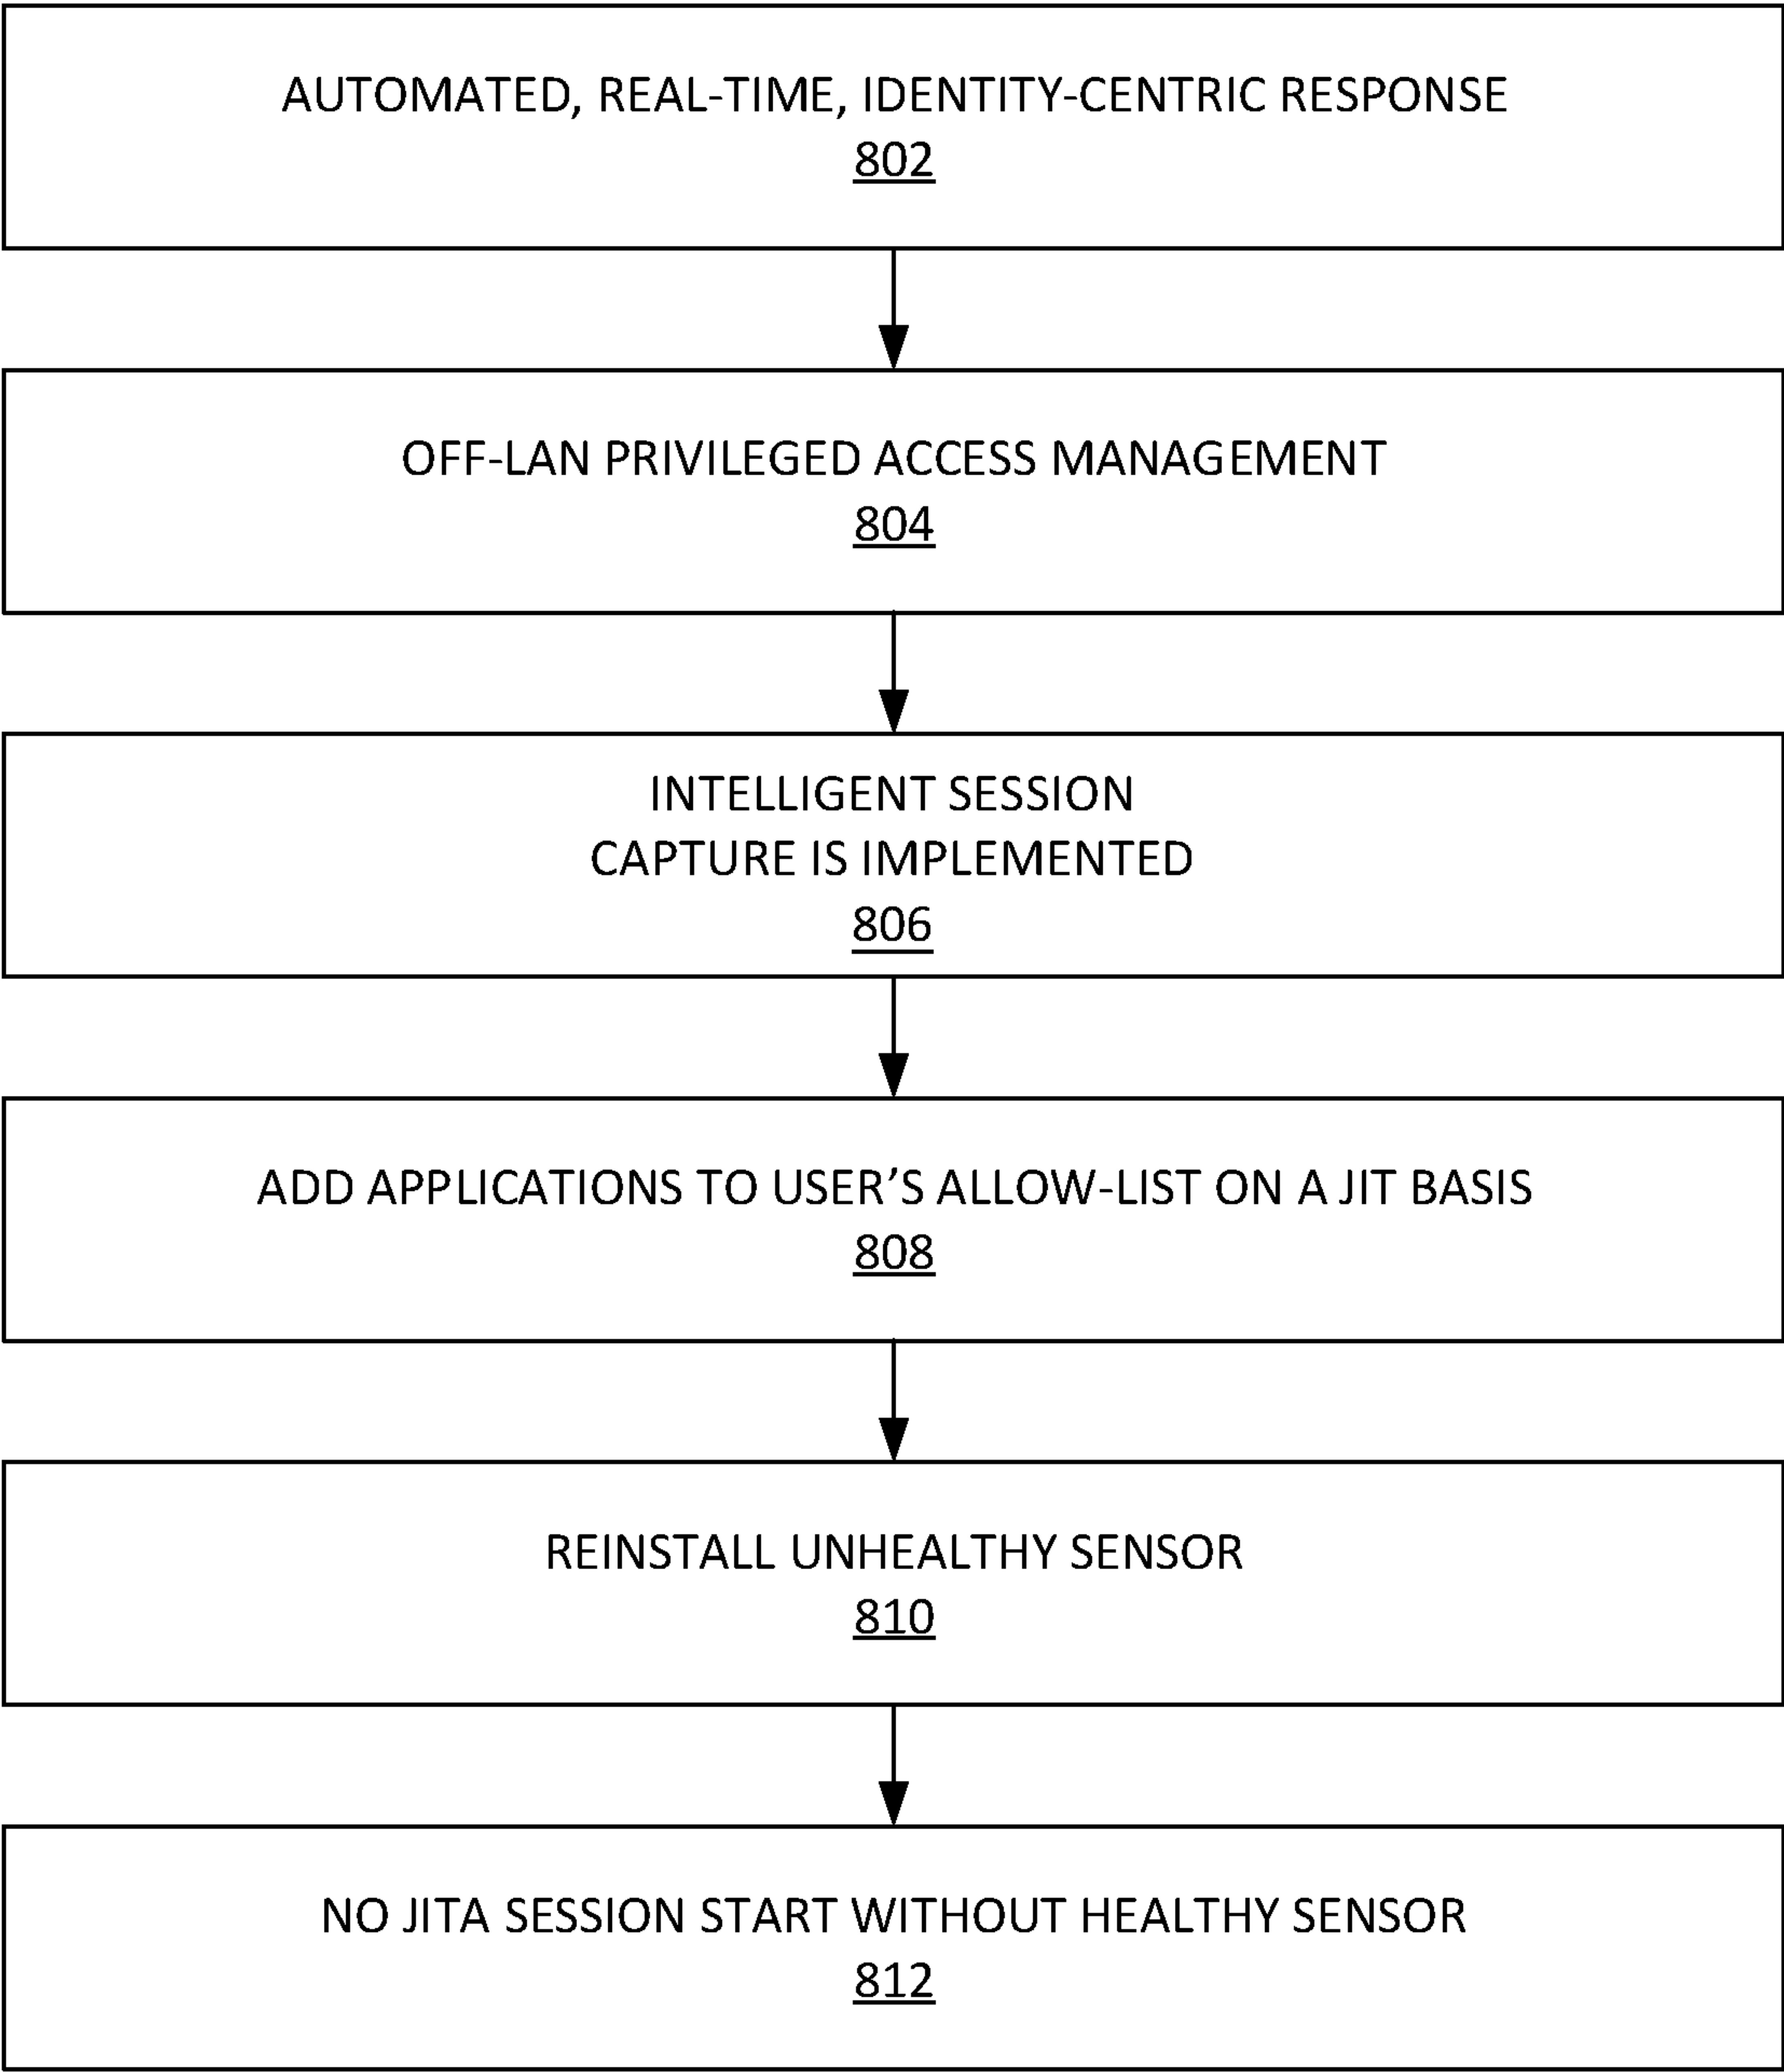 AUTOMATED, REAL-TIME, IDENTITY-CENTRIC RESPONSE
802
OFF-LAN PRIVILEGED ACCESS MANAGEMENT
804
INTELLIGENT SESSION
CAPTURE IS IMPLEMENTED
806
ADD APPLICATIONS TO USER’S ALLOW-LIST ON A JIT BASIS
808
REINSTALL UNHEALTHY SENSOR
810
NO JITA SESSION START WITHOUT HEALTHY SENSOR
812